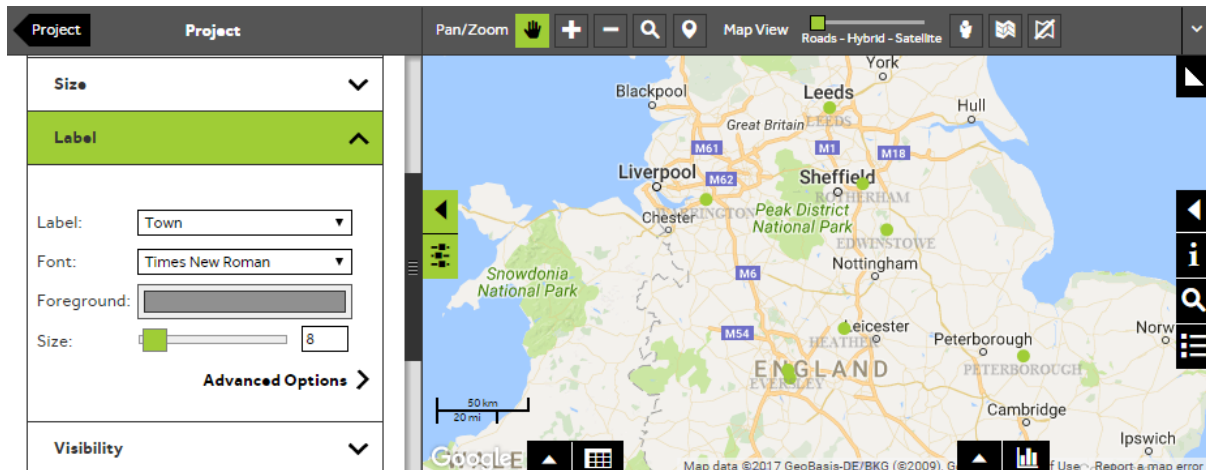 Project
Project
Pan/Zoom
Map View
Roads - Hybrid - Satellite
Size
Label
Label:
Town
Font:
Times New Roman
Foreground:
Size:
8
Advanced Options
Visibility
York
Blackpool
Leeds
Hull
Great Britain
LEEDS
M61
M1
M18
Liverpool
M62
Sheffield
ROTHERHAM
WARRINGTON
Chester
Peak District
National Park
EDWINSTOWE
Nottingham
Snowdonia
National Park
M6
M54
Leicester
HEATHER
Peterborough
Norw
PETERBOROUGH
ENGLAND
EVERSLEY
50 km
20 mi
Cambridge
Ipswich
Google
Map data ©2017 GeoBasis-DE/BKG (©2009), G
f Use
Report a map error